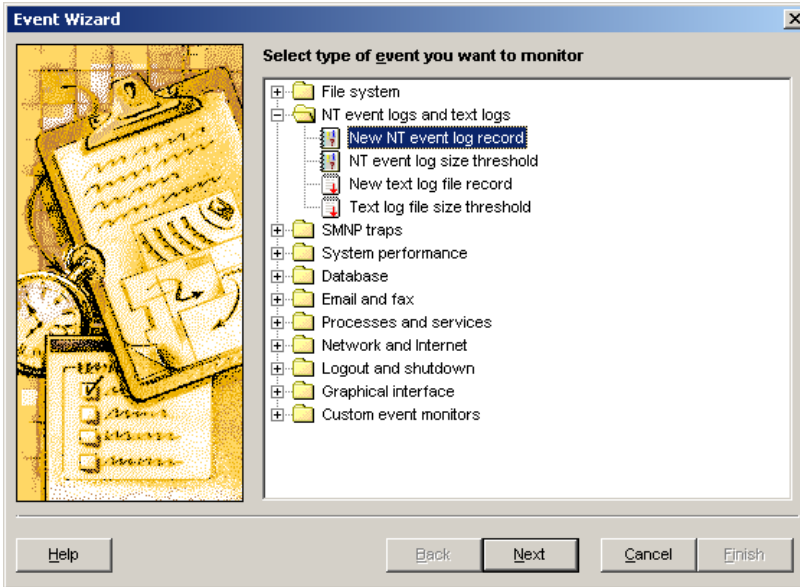 Event Wizard
Select type of event you want to monitor
File system
NT event logs and text logs
New NT event log record
NT event log size threshold
New text log file record
Text log file size threshold
SMNP traps
System performance
Database
Email and fax
Processes and services
Network and Internet
Logout and shutdown
Graphical interface
Custom event monitors
Help
Back
Next
Cancel
Finish